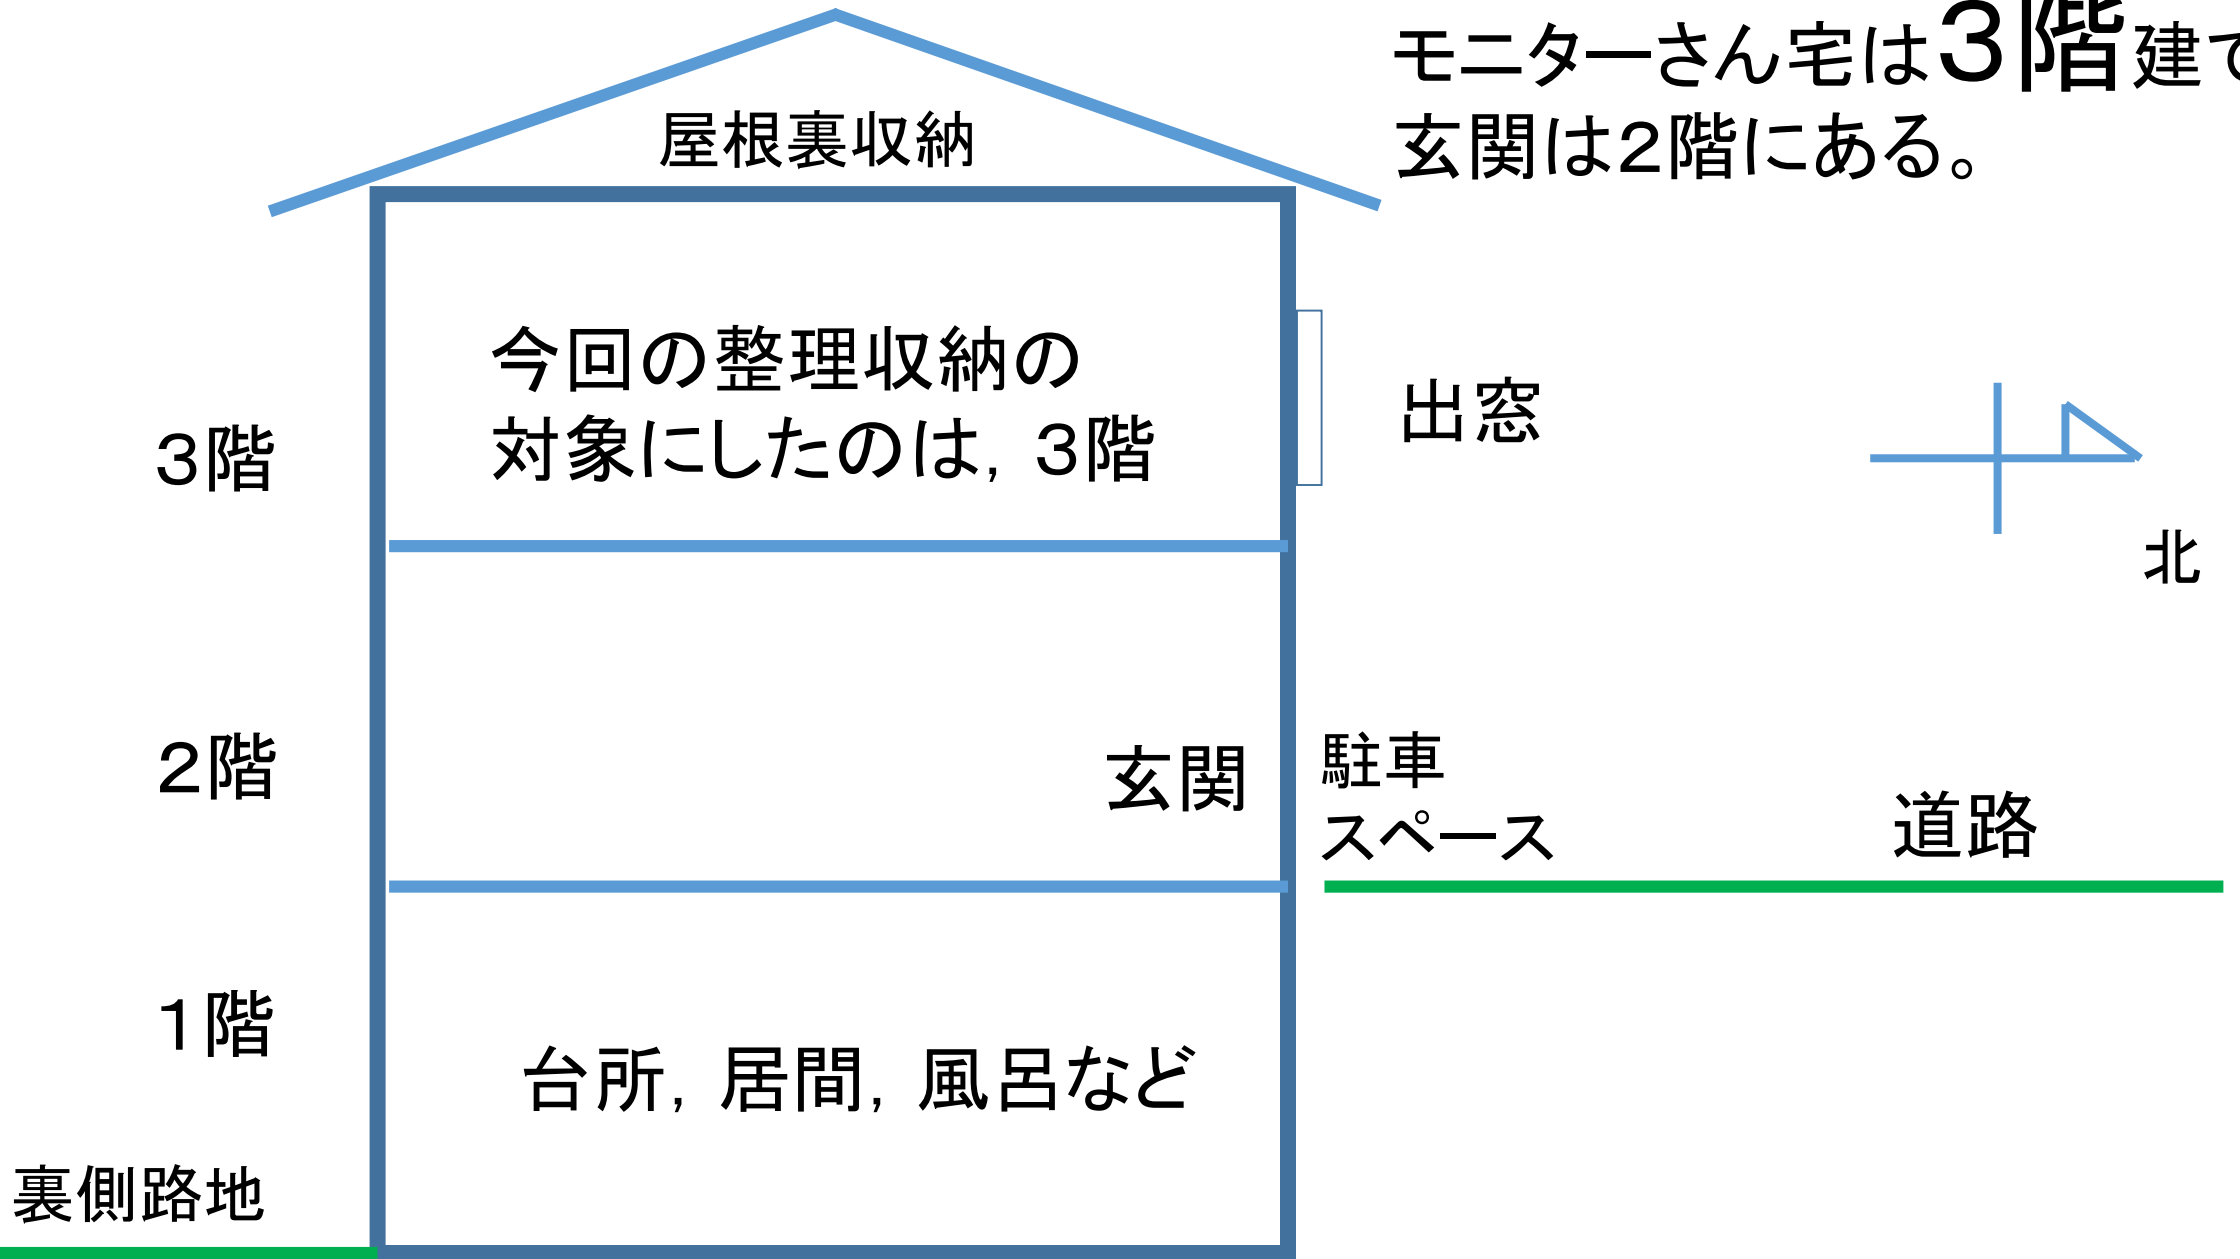 モニターさん宅は３階建て
玄関は２階にある。
屋根裏収納
今回の整理収納の
対象にしたのは，３階
３階
出窓
北
２階
玄関
駐車
スペース
道路
１階
台所，居間，風呂など
裏側路地